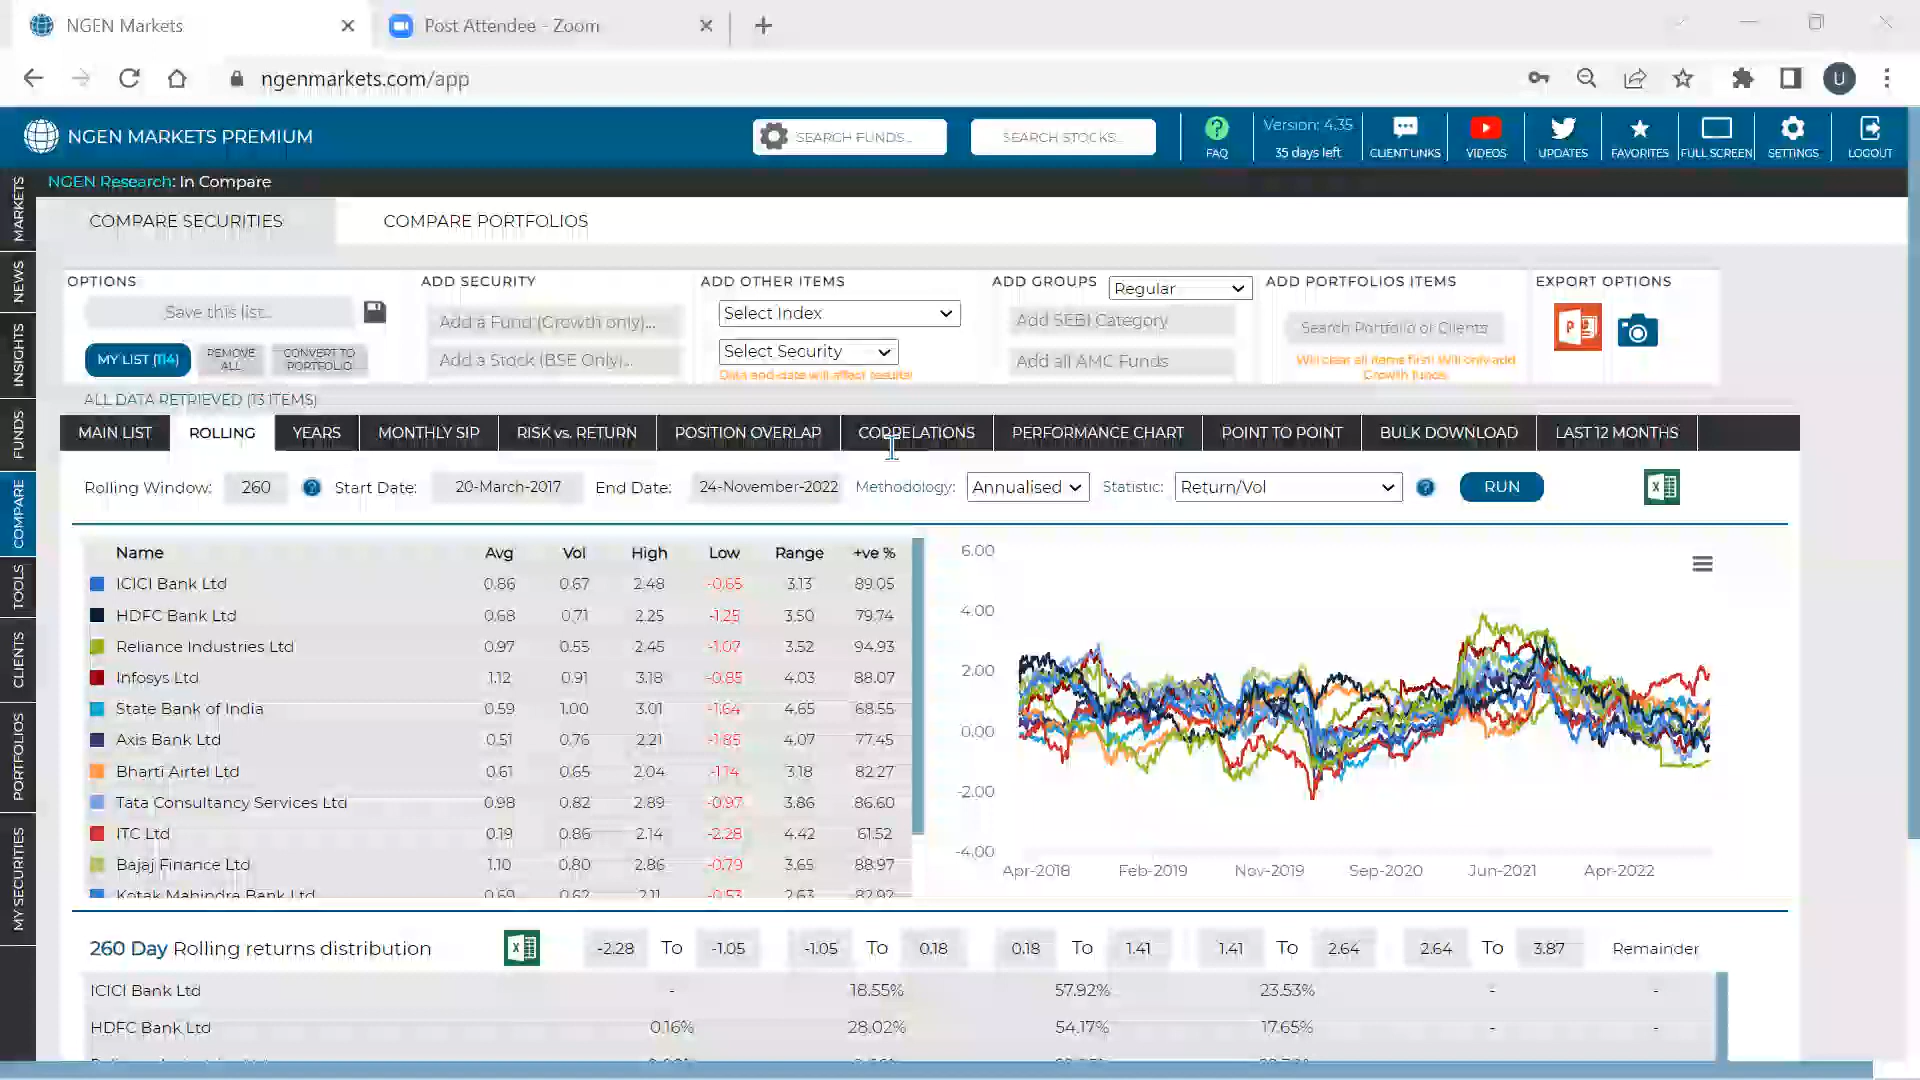 NGEN Markets
Post Attendee - Zoom
ngenmarkets.com/app
U
NGEN MARKETS PREMIUM
SEARCH FUNDS...
SEARCH STOCKS...
FAQ
Version: 4.35
35 days left
CLIENT LINKS
VIDEOS
UPDATES
FAVORITES
FULL SCREEN
SETTINGS
LOGOUT
NGEN Research: In Compare
MARKETS
NEWS
INSIGHTS
FUNDS
COMPARE
TOOLS
CLIENTS
PORTFOLIOS
MY SECURITIES
COMPARE SECURITIES
COMPARE PORTFOLIOS
OPTIONS
Save this list...
MY LIST (114)
REMOVE ALL
CONVERT TO PORTFOLIO
ADD SECURITY
Add a Fund (Growth only)...
Add a Stock (BSE Only)...
ADD OTHER ITEMS
Select Index
Select Security
Data end-date will affect results!
ADD GROUPS
Regular
Add SEBI Category
Add all AMC Funds
ADD PORTFOLIOS ITEMS
Search Portfolio or Clients
Will clear all items first! Will only add
Growth funds
EXPORT OPTIONS
ALL DATA RETRIEVED (13 ITEMS)
MAIN LIST ROLLING YEARS MONTHLY SIP RISK vs. RETURN POSITION OVERLAP CORRELATIONS PERFORMANCE CHART POINT TO POINT BULK DOWNLOAD LAST 12 MONTHS
Rolling Window: 260 Start Date: 20-March-2017 End Date: 24-November-2022 Methodology: Annualised Statistic: Return/Vol RUN
Name Avg Vol High Low Range +ve %
ICICI Bank Ltd 0.86 0.67 2.48 -0.65 3.13 89.05
HDFC Bank Ltd 0.68 0.71 2.25 -1.25 3.50 79.74
Reliance Industries Ltd 0.97 0.55 2.45 -1.07 3.52 94.93
Infosys Ltd 1.12 0.91 3.18 -0.85 4.03 88.07
State Bank of India 0.59 1.00 3.01 -1.64 4.65 68.55
Axis Bank Ltd 0.51 0.76 2.21 -1.85 4.07 77.45
Bharti Airtel Ltd 0.61 0.65 2.04 -1.14 3.18 82.27
Tata Consultancy Services Ltd 0.98 0.82 2.89 -0.97 3.86 86.60
ITC Ltd 0.19 0.86 2.14 -2.28 4.42 61.52
Bajaj Finance Ltd 1.10 0.80 2.86 -0.79 3.65 88.97
Kotak Mahindra Bank Ltd 0.69 0.62 2.11 -0.53 2.63 82.92
6.00
4.00
2.00
0.00
-2.00
-4.00
Apr-2018 Feb-2019 Nov-2019 Sep-2020 Jun-2021 Apr-2022
260 Day Rolling returns distribution -2.28 To -1.05 -1.05 To 0.18 0.18 To 1.41 1.41 To 2.64 2.64 To 3.87 Remainder
ICICI Bank Ltd - 18.55% 57.92% 23.53% - -
HDFC Bank Ltd 0.16% 28.02% 54.17% 17.65% - -